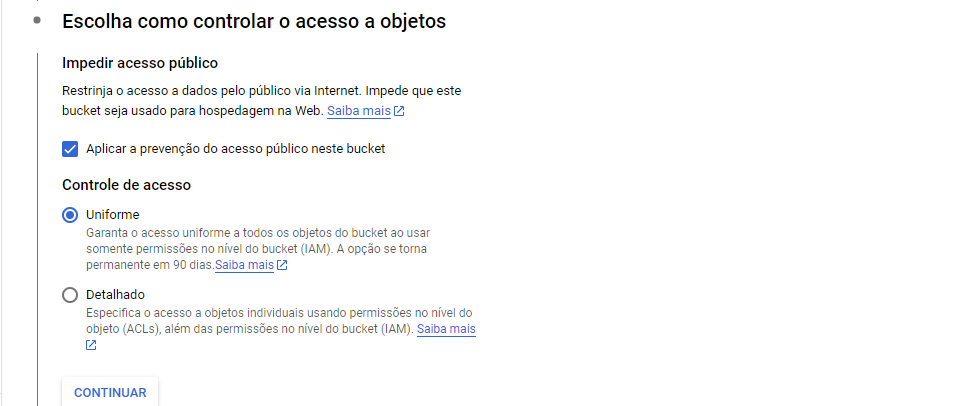 Escolha como controlar o acesso a objetos
Impedir acesso público
Restrinja o acesso a dados pelo público via Internet. Impede que este
bucket seja usado para hospedagem na Web. Saiba mais
Aplicar a prevenção do acesso público neste bucket
Controle de acesso
Uniforme
Garanta o acesso uniforme a todos os objetos do bucket ao usar
somente permissões no nível do bucket (IAM). A opção se torna
permanente em 90 dias.Saiba mais
Detalhado
Especifica o acesso a objetos individuais usando permissões no nível do
objeto (ACLs), além das permissões no nível do bucket (IAM). Saiba mais
CONTINUAR